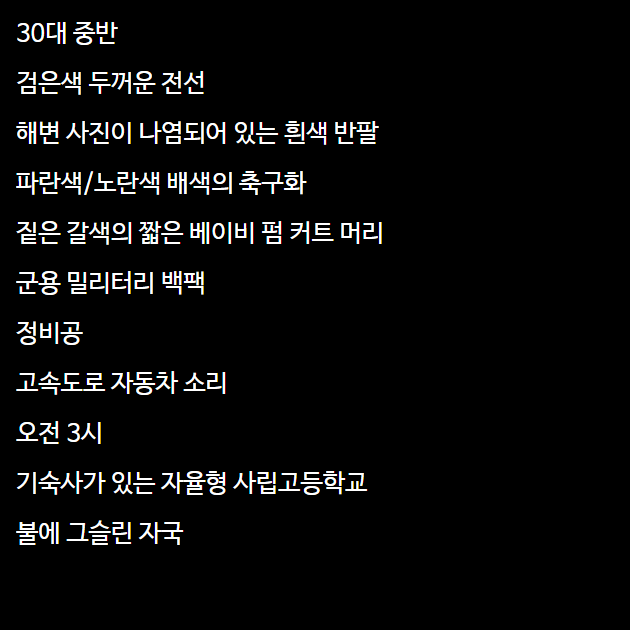 30대 중반
검은색 두꺼운 전선
해변 사진이 나염되어 있는 흰색 반팔
파란색/노란색 배색의 축구화
짙은 갈색의 짧은 베이비 펌 커트 머리
군용 밀리터리 백팩
정비공
고속도로 자동차 소리
오전 3시
기숙사가 있는 자율형 사립고등학교
불에 그슬린 자국